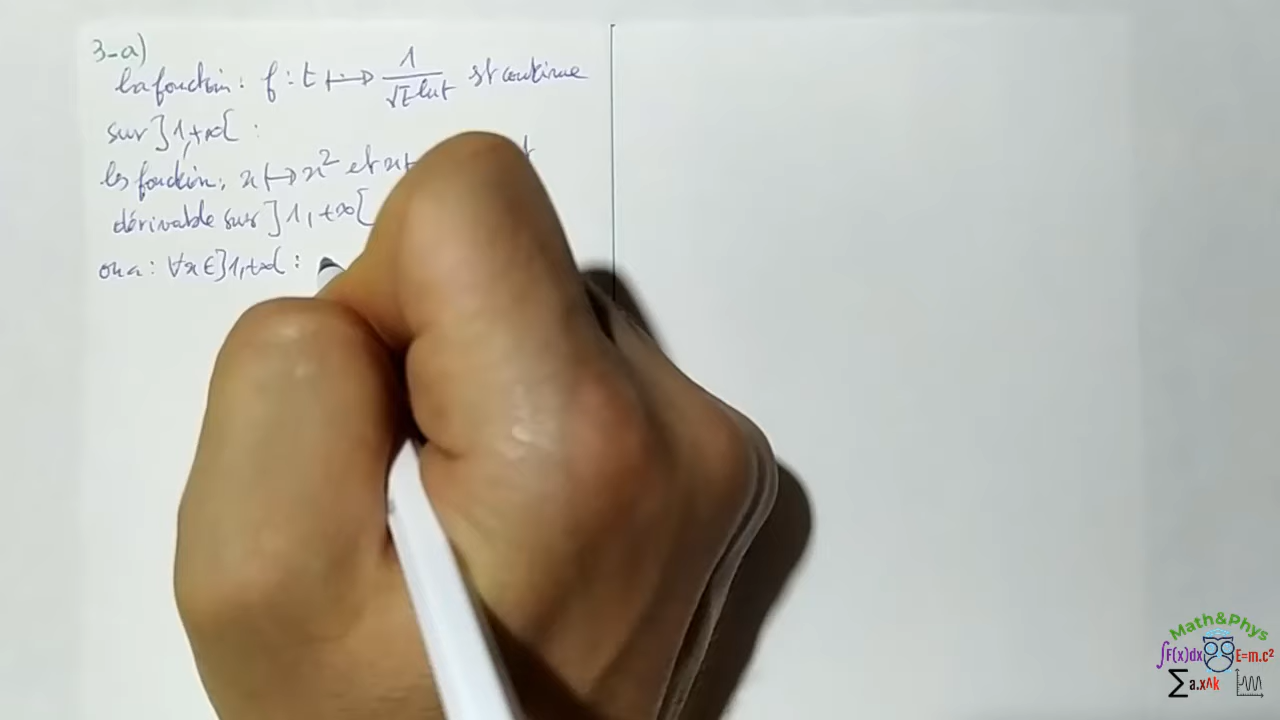 3-a)
la fonction : f : t ⟼ 1/(√t ln t) est continue
sur ]1,+∞[ :
les fonction, x ⟼ x² et x ⟼
dérivable sur ]1,+∞[
on a : ∀x∈]1,+∞[ :
Math&Phys
∫F(x)dx E=m.c²
∑ a.x∧k